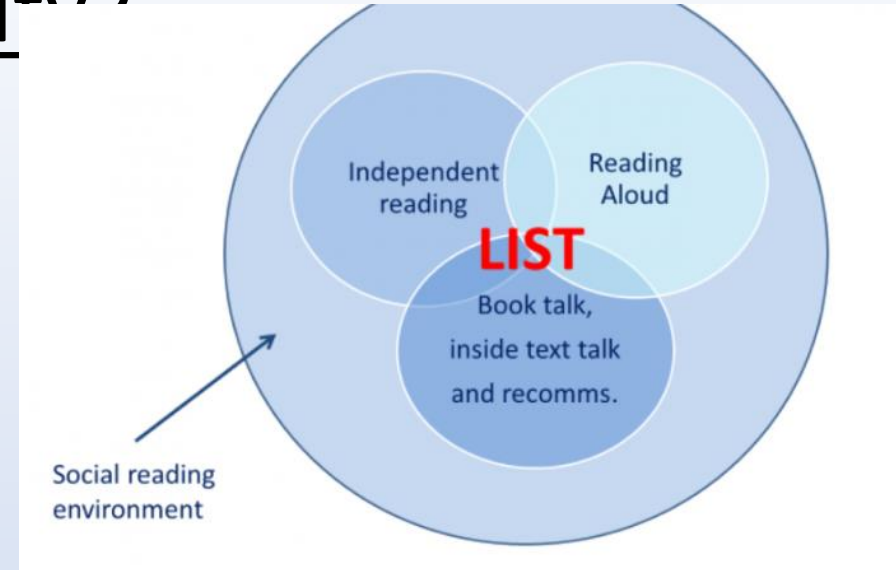 Independent
reading
Reading
Aloud
LIST
Book talk,
inside text talk
and recomms.
Social reading
environment